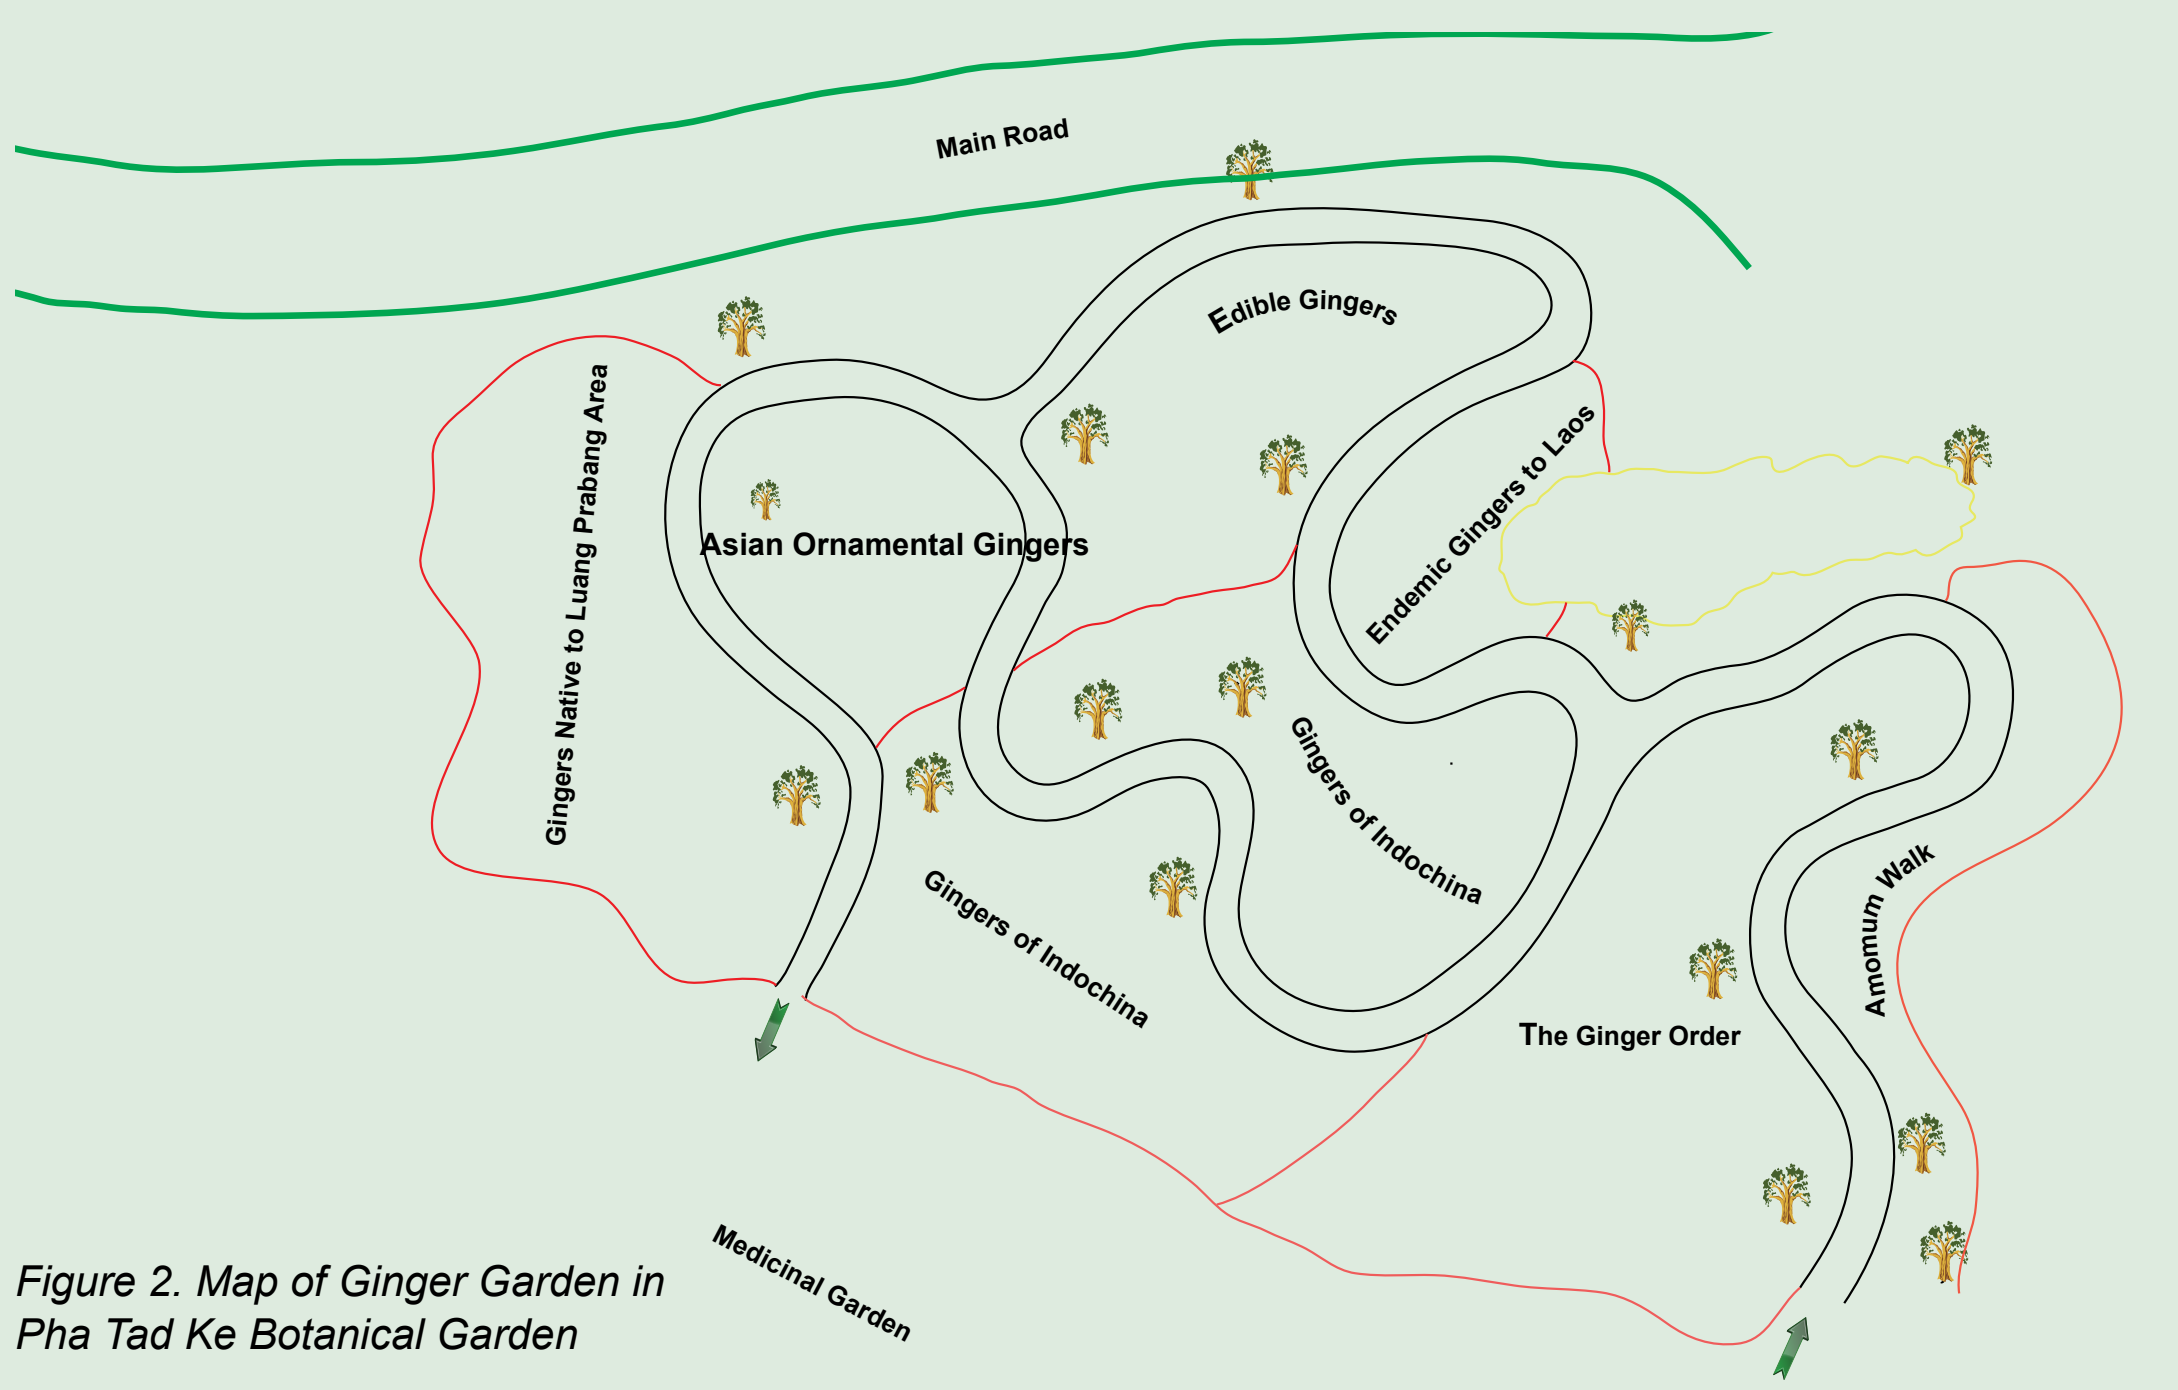 Main Road
Edible Gingers
Endemic Gingers to Laos
Gingers Native to Luang Prabang Area
Asian Ornamental Gingers
Gingers of Indochina
Gingers of Indochina
Amomum Walk
The Ginger Order
Medicinal Garden
Figure 2. Map of Ginger Garden in
Pha Tad Ke Botanical Garden